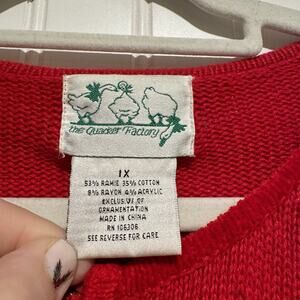 the Quacker Factory
1X
53% RAMIE 35% COTTON
8% RAYON 4% ACRYLIC
EXCLUSIVE OF
ORNAMENTATION
MADE IN CHINA
RN 106306
SEE REVERSE FOR CARE